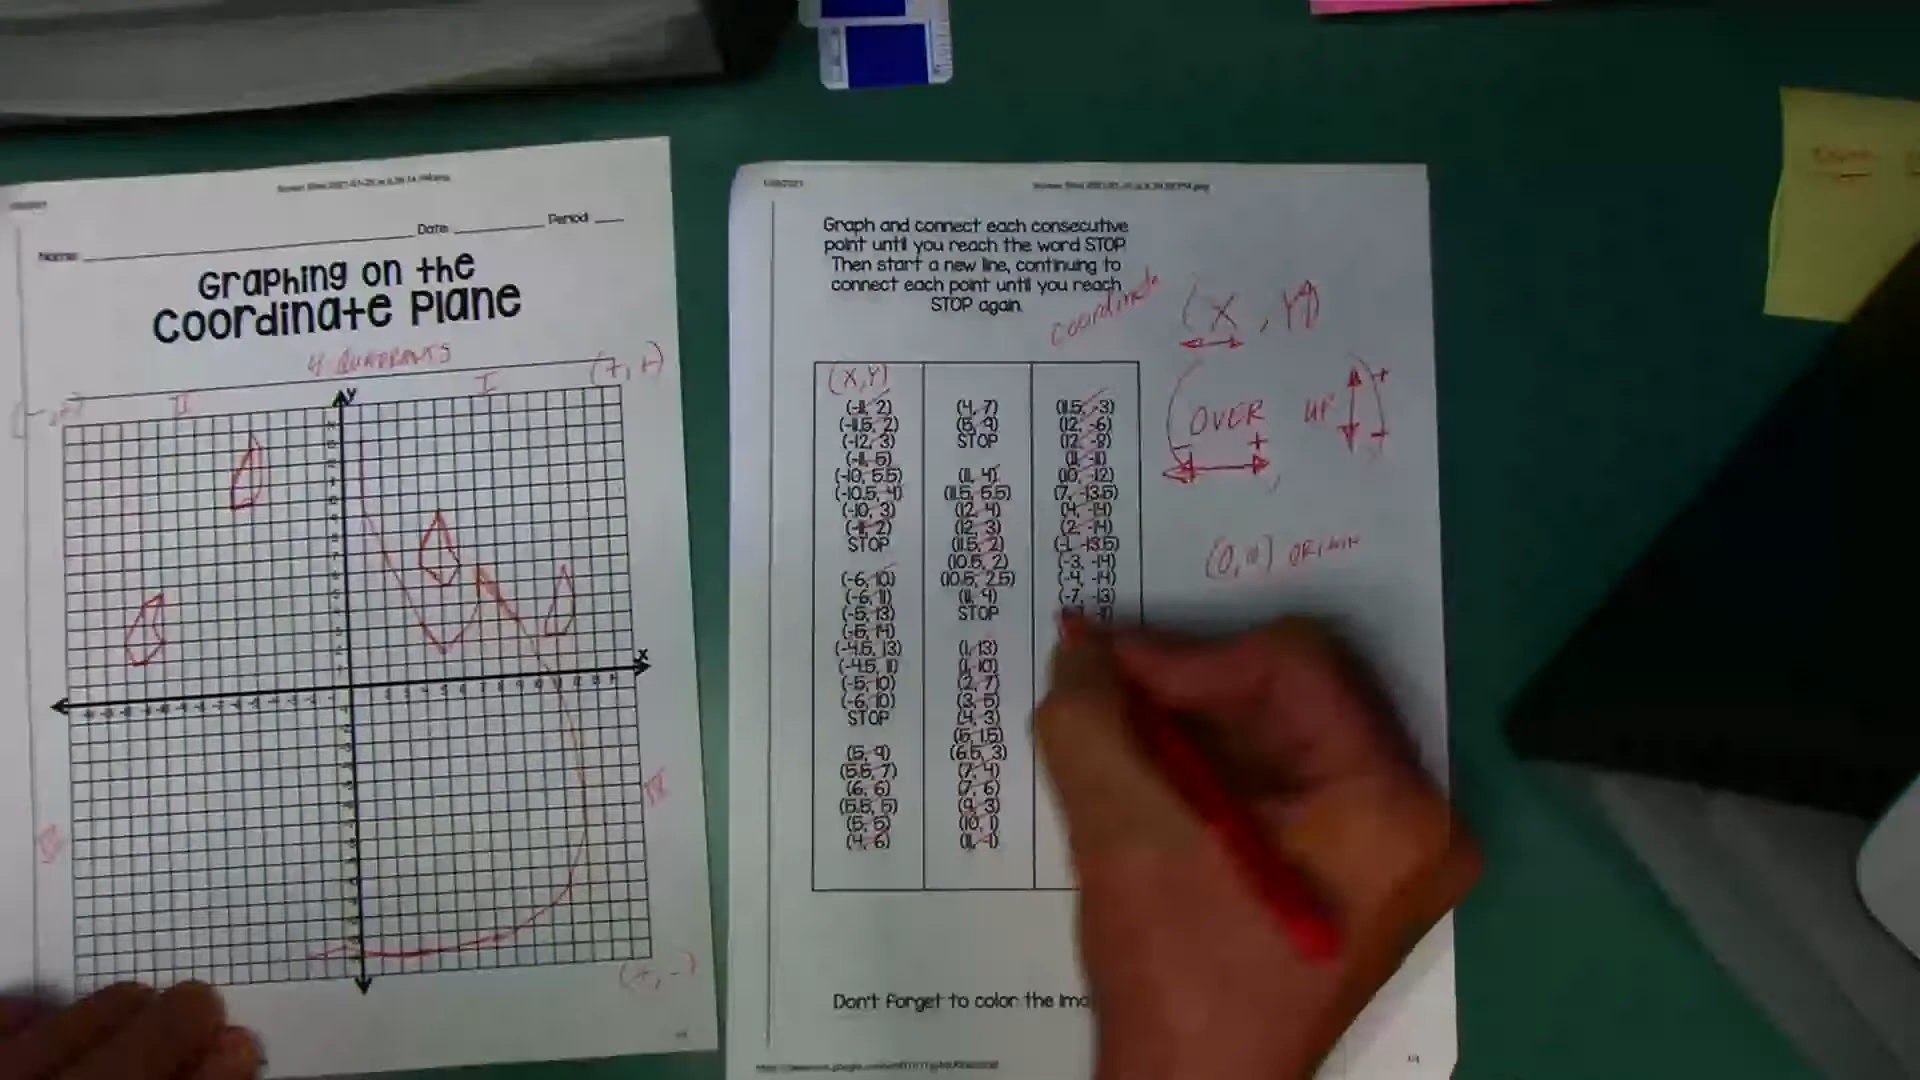 Name:
Date
Period
Graphing on the
Coordinate Plane
4 QUADRANTS
(+, +)
II
I
y
x
IV
III
(+, -)
Graph and connect each consecutive
point until you reach the word STOP.
Then start a new line, continuing to
connect each point until you reach
STOP again.
coordinate
(X, Y)
OVER
UP
+
+
ORIGIN
(X,Y)
(-11, 2)
(-11.5, 2)
(-12, 3)
(-11, 5)
(-10, 5.5)
(-10.5, 4)
(-10, 3)
(-11, 2)
STOP
(-6, 10)
(-6, 11)
(-5, 13)
(-5, 14)
(-4.5, 13)
(-4.5, 11)
(-5, 10)
(-6, 10)
STOP
(5, 9)
(5.5, 7)
(6, 6)
(5.5, 5)
(5, 5)
(4, 6)
(4, 7)
(5, 9)
STOP
(11, 4)
(11.5, 5.5)
(12, 4)
(12, 3)
(11.5, 2)
(10.5, 2)
(10.5, 2.5)
(11, 4)
STOP
(1, 13)
(1, 10)
(2, 7)
(3, 5)
(4, 3)
(5, 1.5)
(6.5, 3)
(7, 4)
(7, 6)
(9, 3)
(10, 1)
(11, -1)
(11.5, -3)
(12, -6)
(12, -8)
(11, -11)
(10, -12)
(7, -13.5)
(4, -14)
(2, -14)
(-1, -13.5)
(-3, -14)
(-4, -14)
(-7, -13)
Don't forget to color the